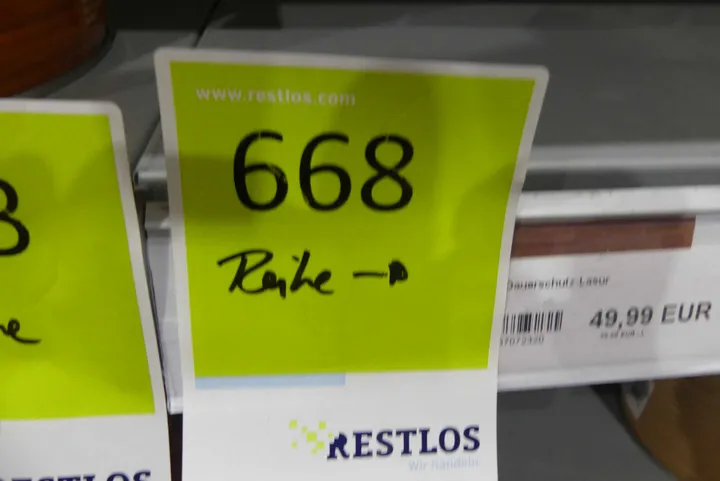 www.restlos.com
668
Reihe →
RESTLOS
Wir handeln
Dauerschutz-Lasur
49,99 EUR